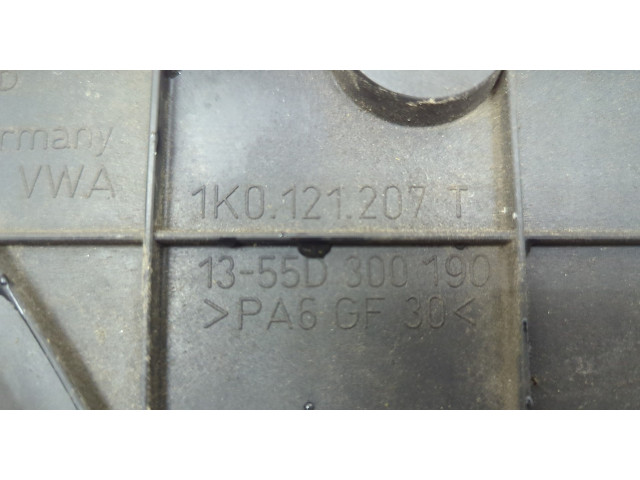 rmany
VWA
1K0.121.207 T
13-55D 300 190
>PA6 GF 30<